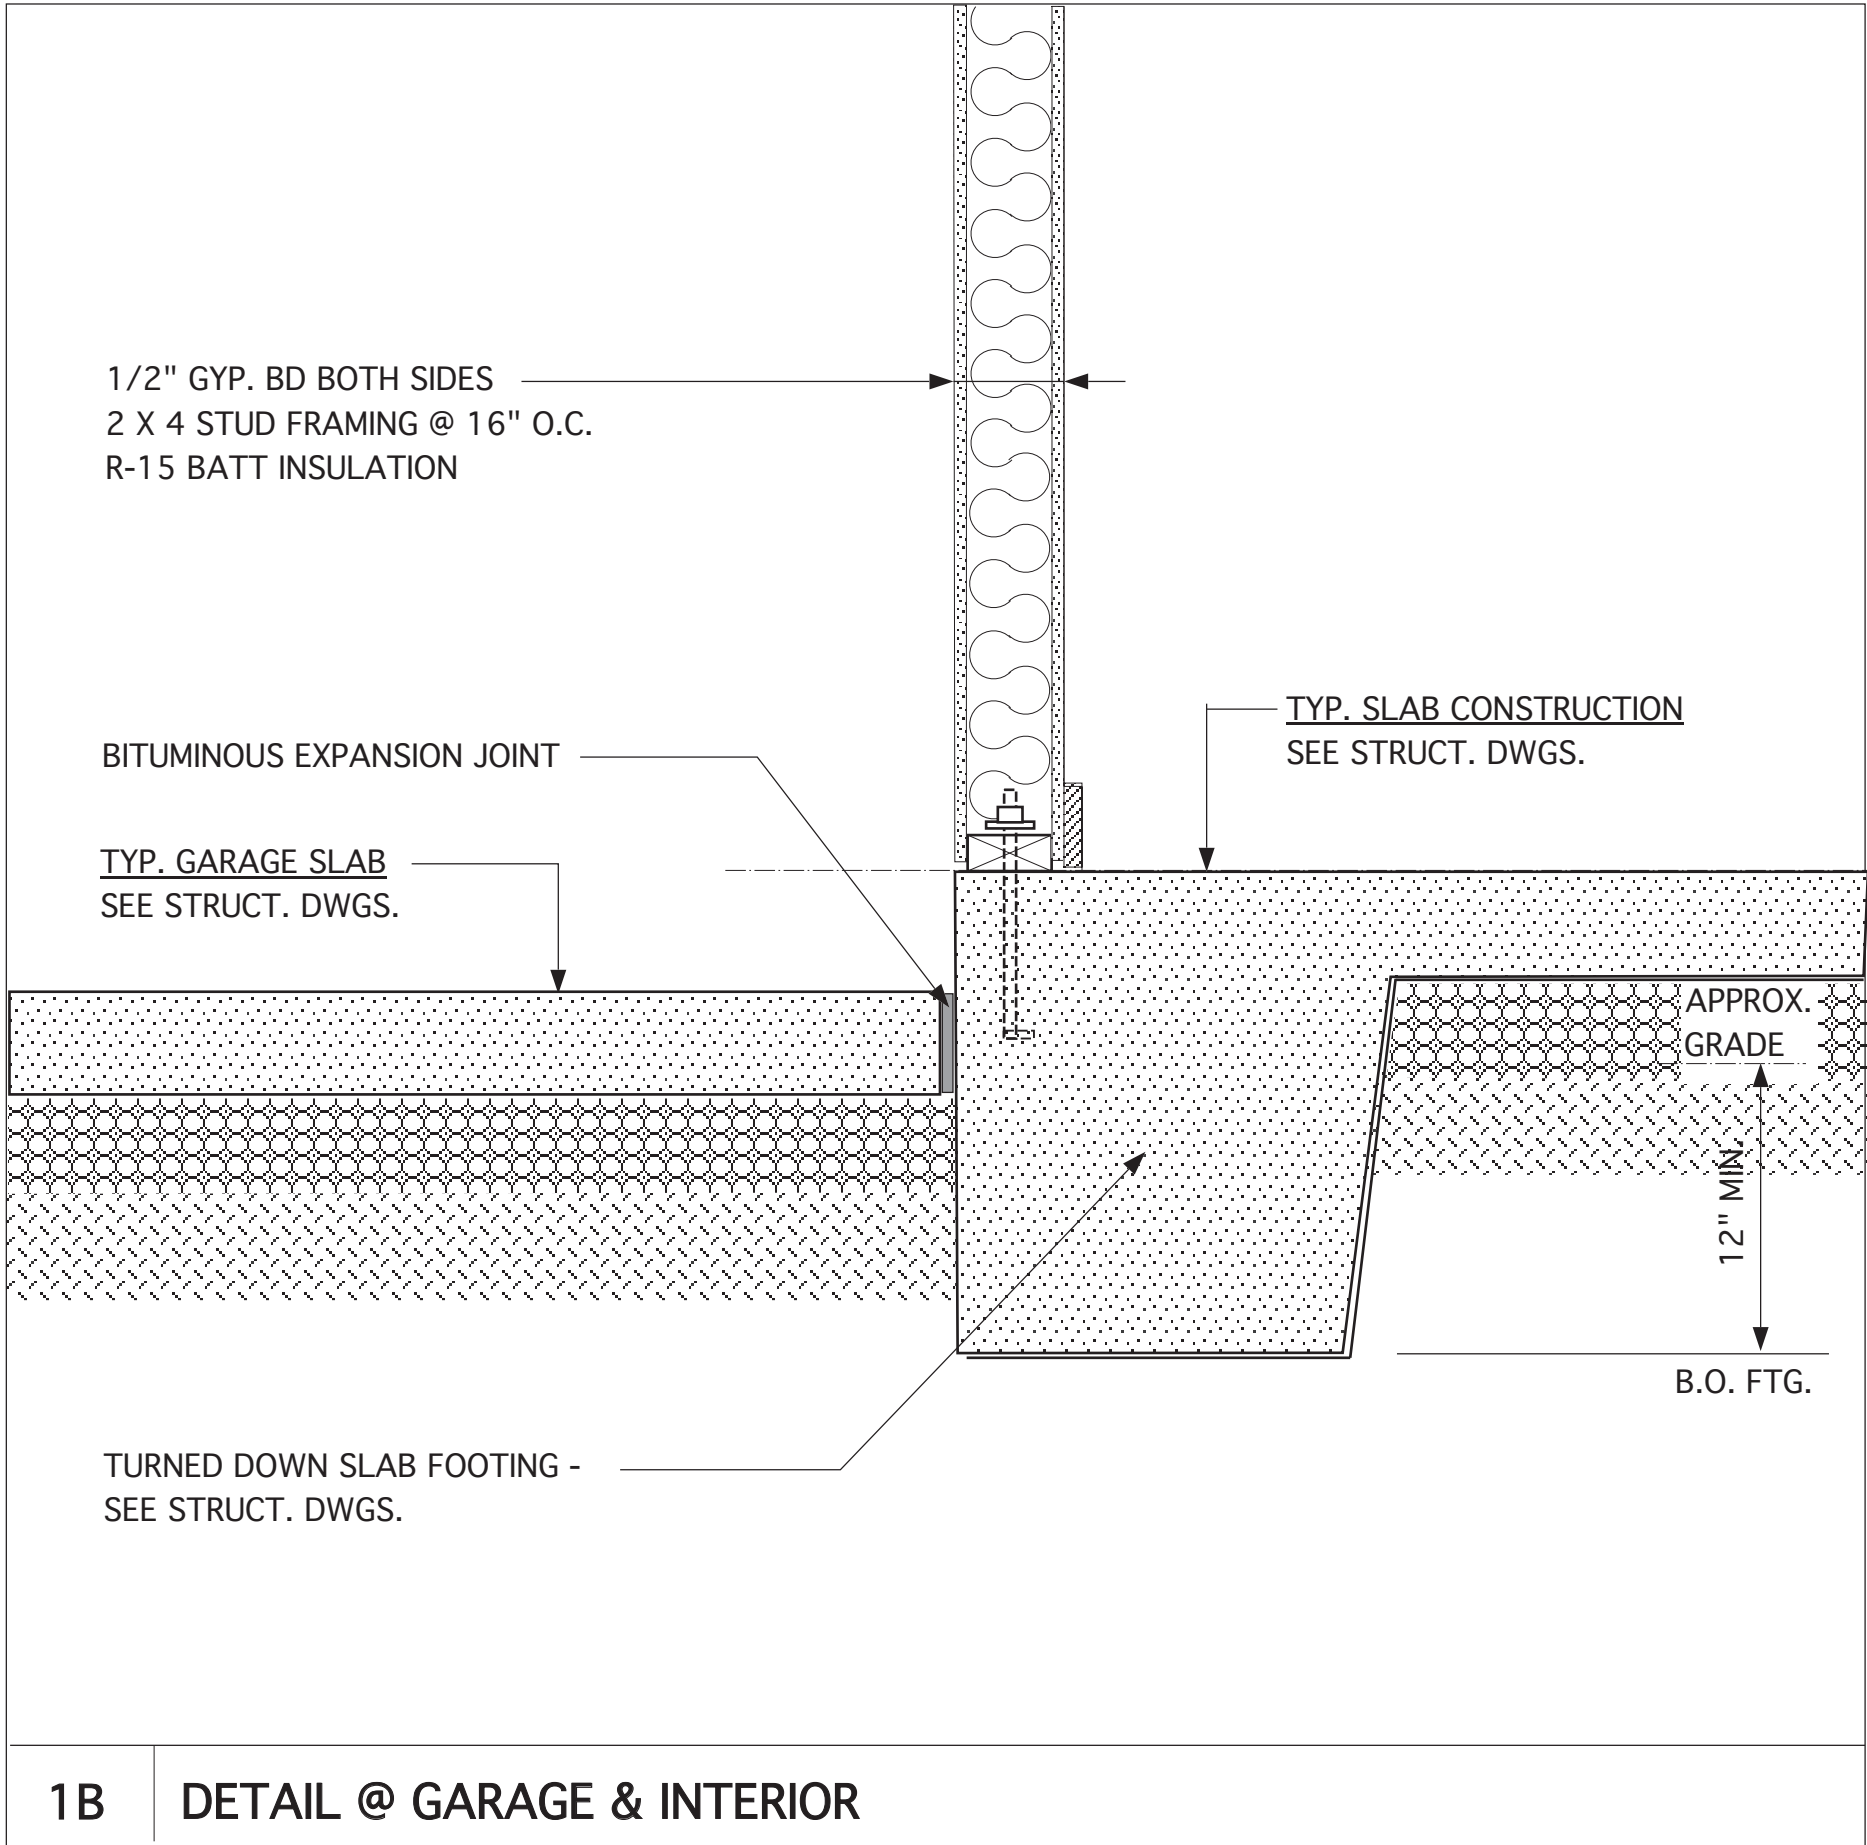 1/2" GYP. BD BOTH SIDES
2 X 4 STUD FRAMING @ 16" O.C.
R-15 BATT INSULATION
TYP. SLAB CONSTRUCTION
SEE STRUCT. DWGS.
BITUMINOUS EXPANSION JOINT
TYP. GARAGE SLAB
SEE STRUCT. DWGS.
APPROX.
GRADE
12" MIN.
B.O. FTG.
TURNED DOWN SLAB FOOTING -
SEE STRUCT. DWGS.
1B
DETAIL @ GARAGE & INTERIOR